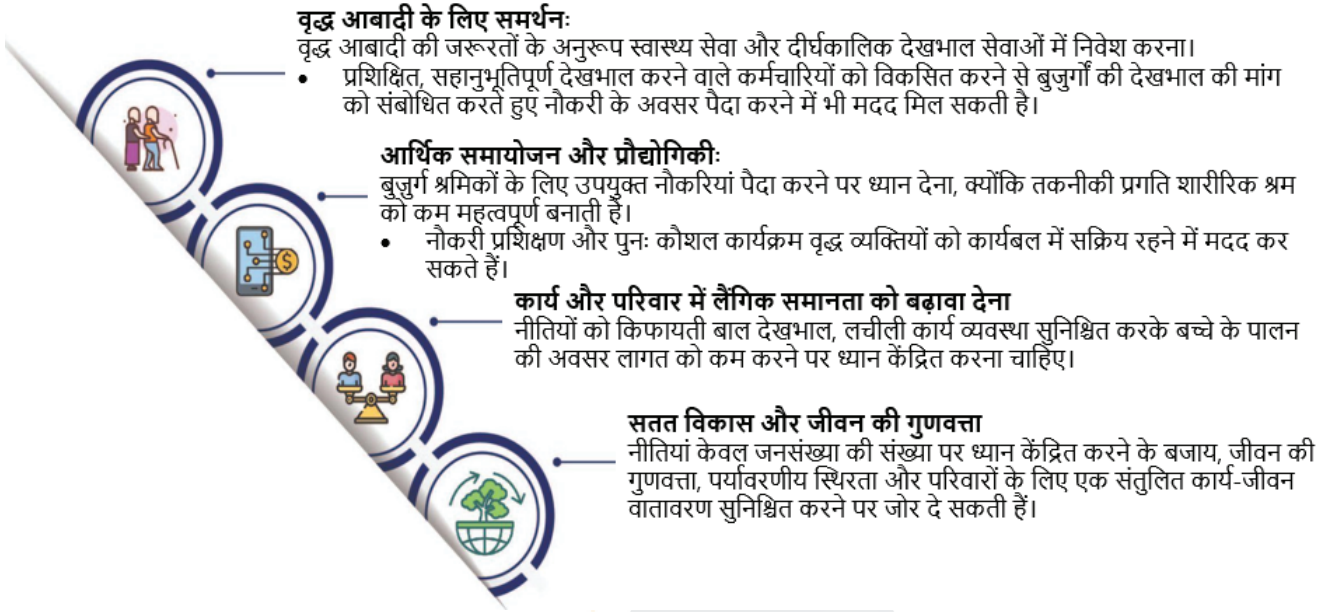 वृद्ध आबादी के लिए समर्थनः
वृद्ध आबादी की जरूरतों के अनुरूप स्वास्थ्य सेवा और दीर्घकालिक देखभाल सेवाओं में निवेश करना।
• प्रशिक्षित, सहानुभूतिपूर्ण देखभाल करने वाले कर्मचारियों को विकसित करने से बुजुर्गों की देखभाल की मांग
को संबोधित करते हुए नौकरी के अवसर पैदा करने में भी मदद मिल सकती है।
आर्थिक समायोजन और प्रौद्योगिकीः
बुजुर्ग श्रमिकों के लिए उपयुक्त नौकरियां पैदा करने पर ध्यान देना, क्योंकि तकनीकी प्रगति शारीरिक श्रम
को कम महत्वपूर्ण बनाती है।
• नौकरी प्रशिक्षण और पुनः कौशल कार्यक्रम वृद्ध व्यक्तियों को कार्यबल में सक्रिय रहने में मदद कर
सकते हैं।
कार्य और परिवार में लैंगिक समानता को बढ़ावा देना
नीतियों को किफायती बाल देखभाल, लचीली कार्य व्यवस्था सुनिश्चित करके बच्चे के पालन
की अवसर लागत को कम करने पर ध्यान केंद्रित करना चाहिए।
सतत विकास और जीवन की गुणवत्ता
नीतियां केवल जनसंख्या की संख्या पर ध्यान केंद्रित करने के बजाय, जीवन की
गुणवत्ता, पर्यावरणीय स्थिरता और परिवारों के लिए एक संतुलित कार्य-जीवन
वातावरण सुनिश्चित करने पर जोर दे सकती हैं।